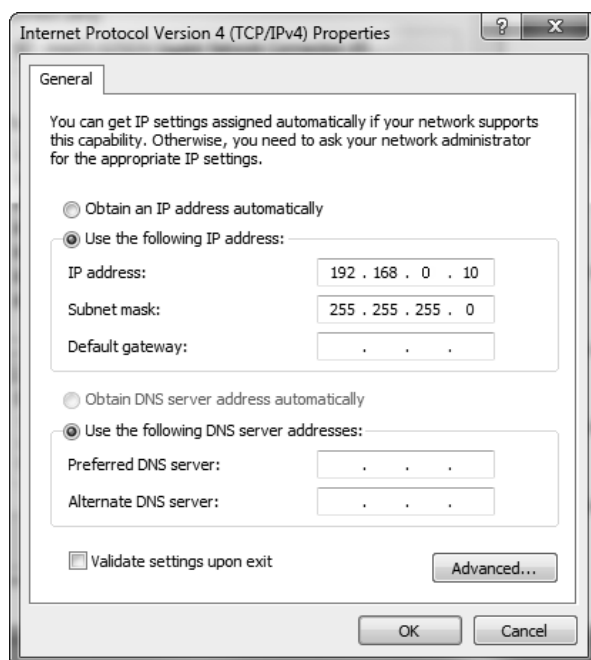 Internet Protocol Version 4 (TCP/IPv4) Properties
?
X
General
You can get IP settings assigned automatically if your network supports
this capability. Otherwise, you need to ask your network administrator
for the appropriate IP settings.
Obtain an IP address automatically
Use the following IP address:
IP address: 192 . 168 . 0 . 10
Subnet mask: 255 . 255 . 255 . 0
Default gateway: . . .
Obtain DNS server address automatically
Use the following DNS server addresses:
Preferred DNS server: . . .
Alternate DNS server: . . .
Validate settings upon exit
Advanced...
OK Cancel